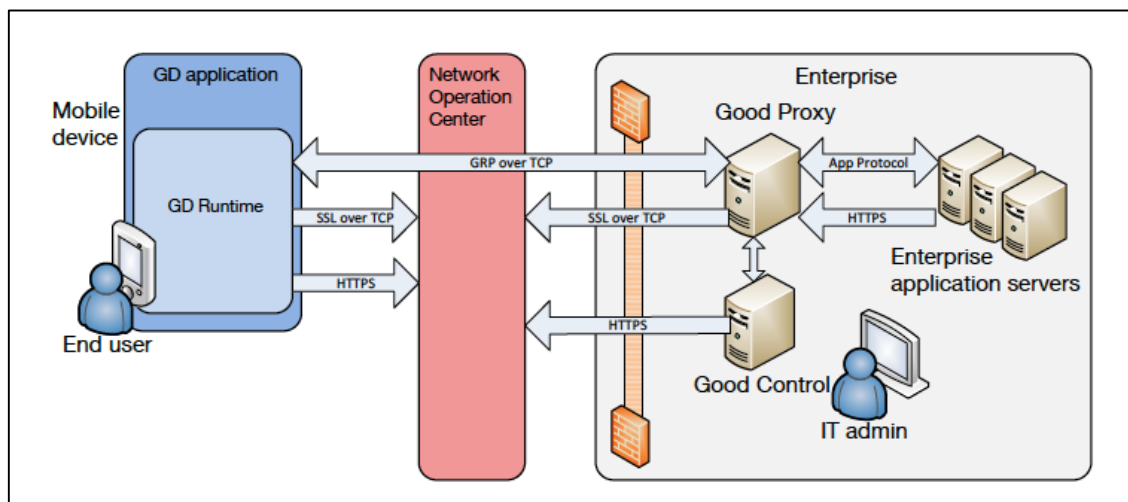 GD application
Mobile
device
GD Runtime
End user
Network
Operation
Center
Enterprise
Good Proxy
GRP over TCP
App Protocol
SSL over TCP
SSL over TCP
HTTPS
HTTPS
HTTPS
Enterprise
application servers
Good Control
IT admin